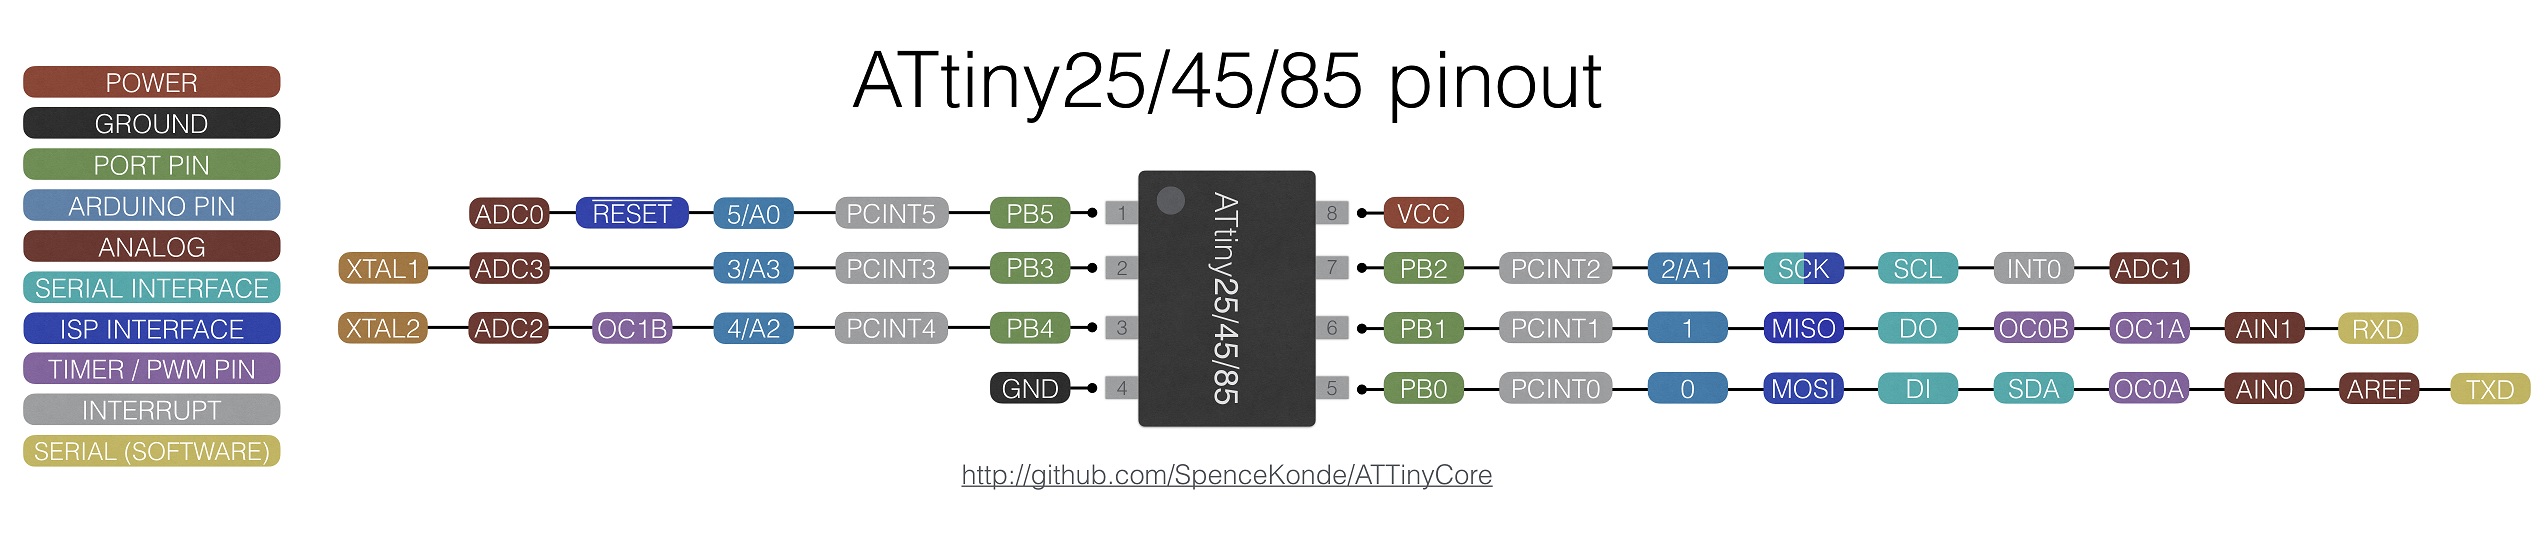 ATtiny25/45/85 pinout
POWER
GROUND
PORT PIN
ARDUINO PIN
ANALOG
SERIAL INTERFACE
ISP INTERFACE
TIMER / PWM PIN
INTERRUPT
SERIAL (SOFTWARE)
ADC0 RESET 5/A0 PCINT5 PB5 1
XTAL1 ADC3 3/A3 PCINT3 PB3 2
XTAL2 ADC2 OC1B 4/A2 PCINT4 PB4 3
GND 4
ATtiny25/45/85
8 VCC
7 PB2 PCINT2 2/A1 SCK SCL INT0 ADC1
6 PB1 PCINT1 1 MISO DO OC0B OC1A AIN1 RXD
5 PB0 PCINT0 0 MOSI DI SDA OC0A AIN0 AREF TXD
http://github.com/SpenceKonde/ATTinyCore